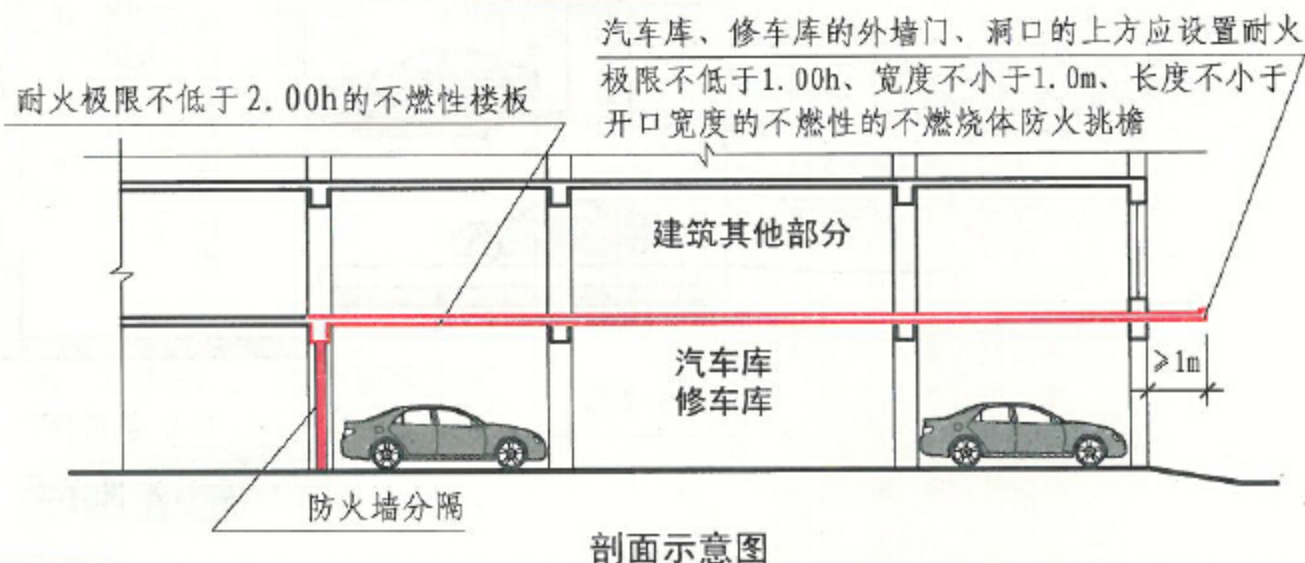 汽车库、修车库的外墙门、洞口的上方应设置耐火
极限不低于1.00h、宽度不小于1.0m、长度不小于
开口宽度的不燃性的不燃烧体防火挑檐
耐火极限不低于2.00h的不燃性楼板
建筑其他部分
汽车库
修车库
≥1m
防火墙分隔
剖面示意图